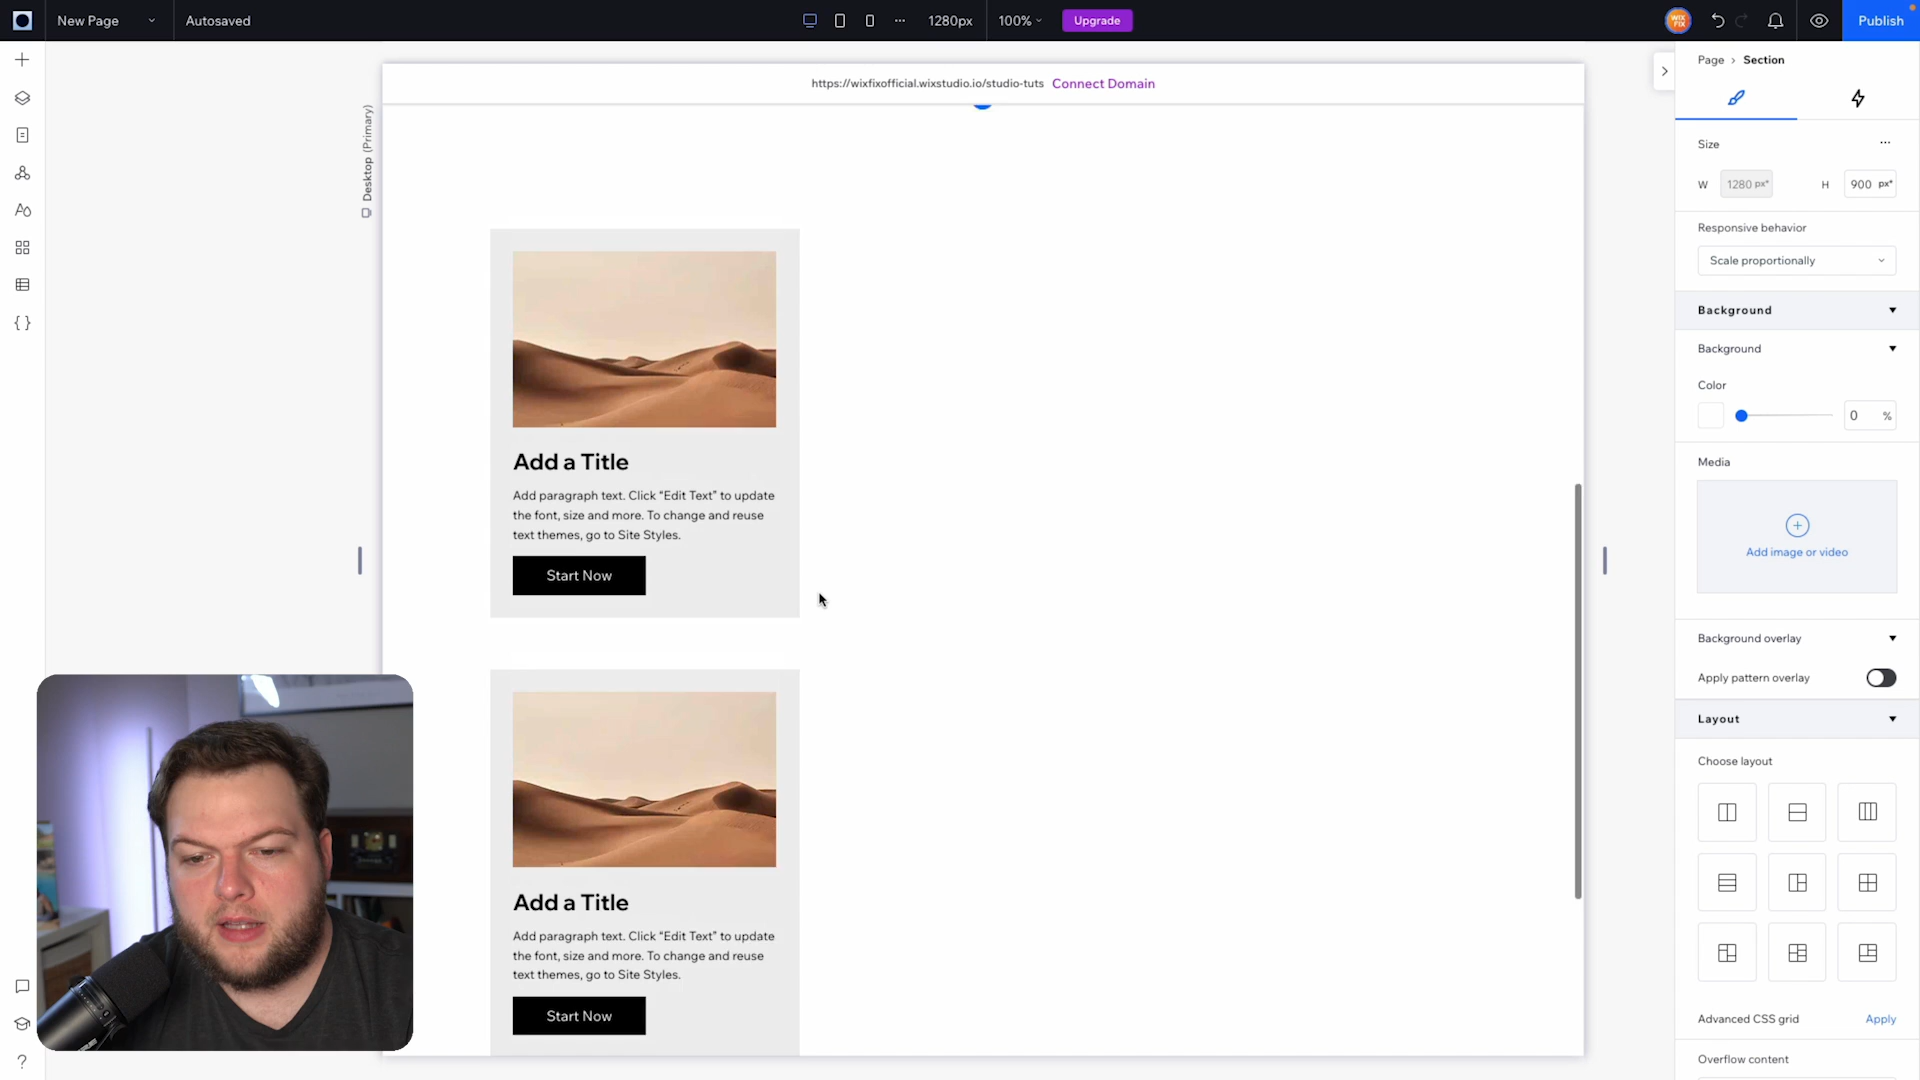 New Page
Autosaved
1280px
100%
Upgrade
WIX
FIX
Publish
https://wixfixofficial.wixstudio.io/studio-tuts Connect Domain
Desktop (Primary)
Add a Title
Add paragraph text. Click “Edit Text” to update
the font, size and more. To change and reuse
text themes, go to Site Styles.
Start Now
Add a Title
Add paragraph text. Click “Edit Text” to update
the font, size and more. To change and reuse
text themes, go to Site Styles.
Start Now
Page › Section
Size
W 1280 px* H 900 px*
Responsive behavior
Scale proportionally
Background
Background
Color
0 %
Media
Add image or video
Background overlay
Apply pattern overlay
Layout
Choose layout
Advanced CSS grid Apply
Overflow content